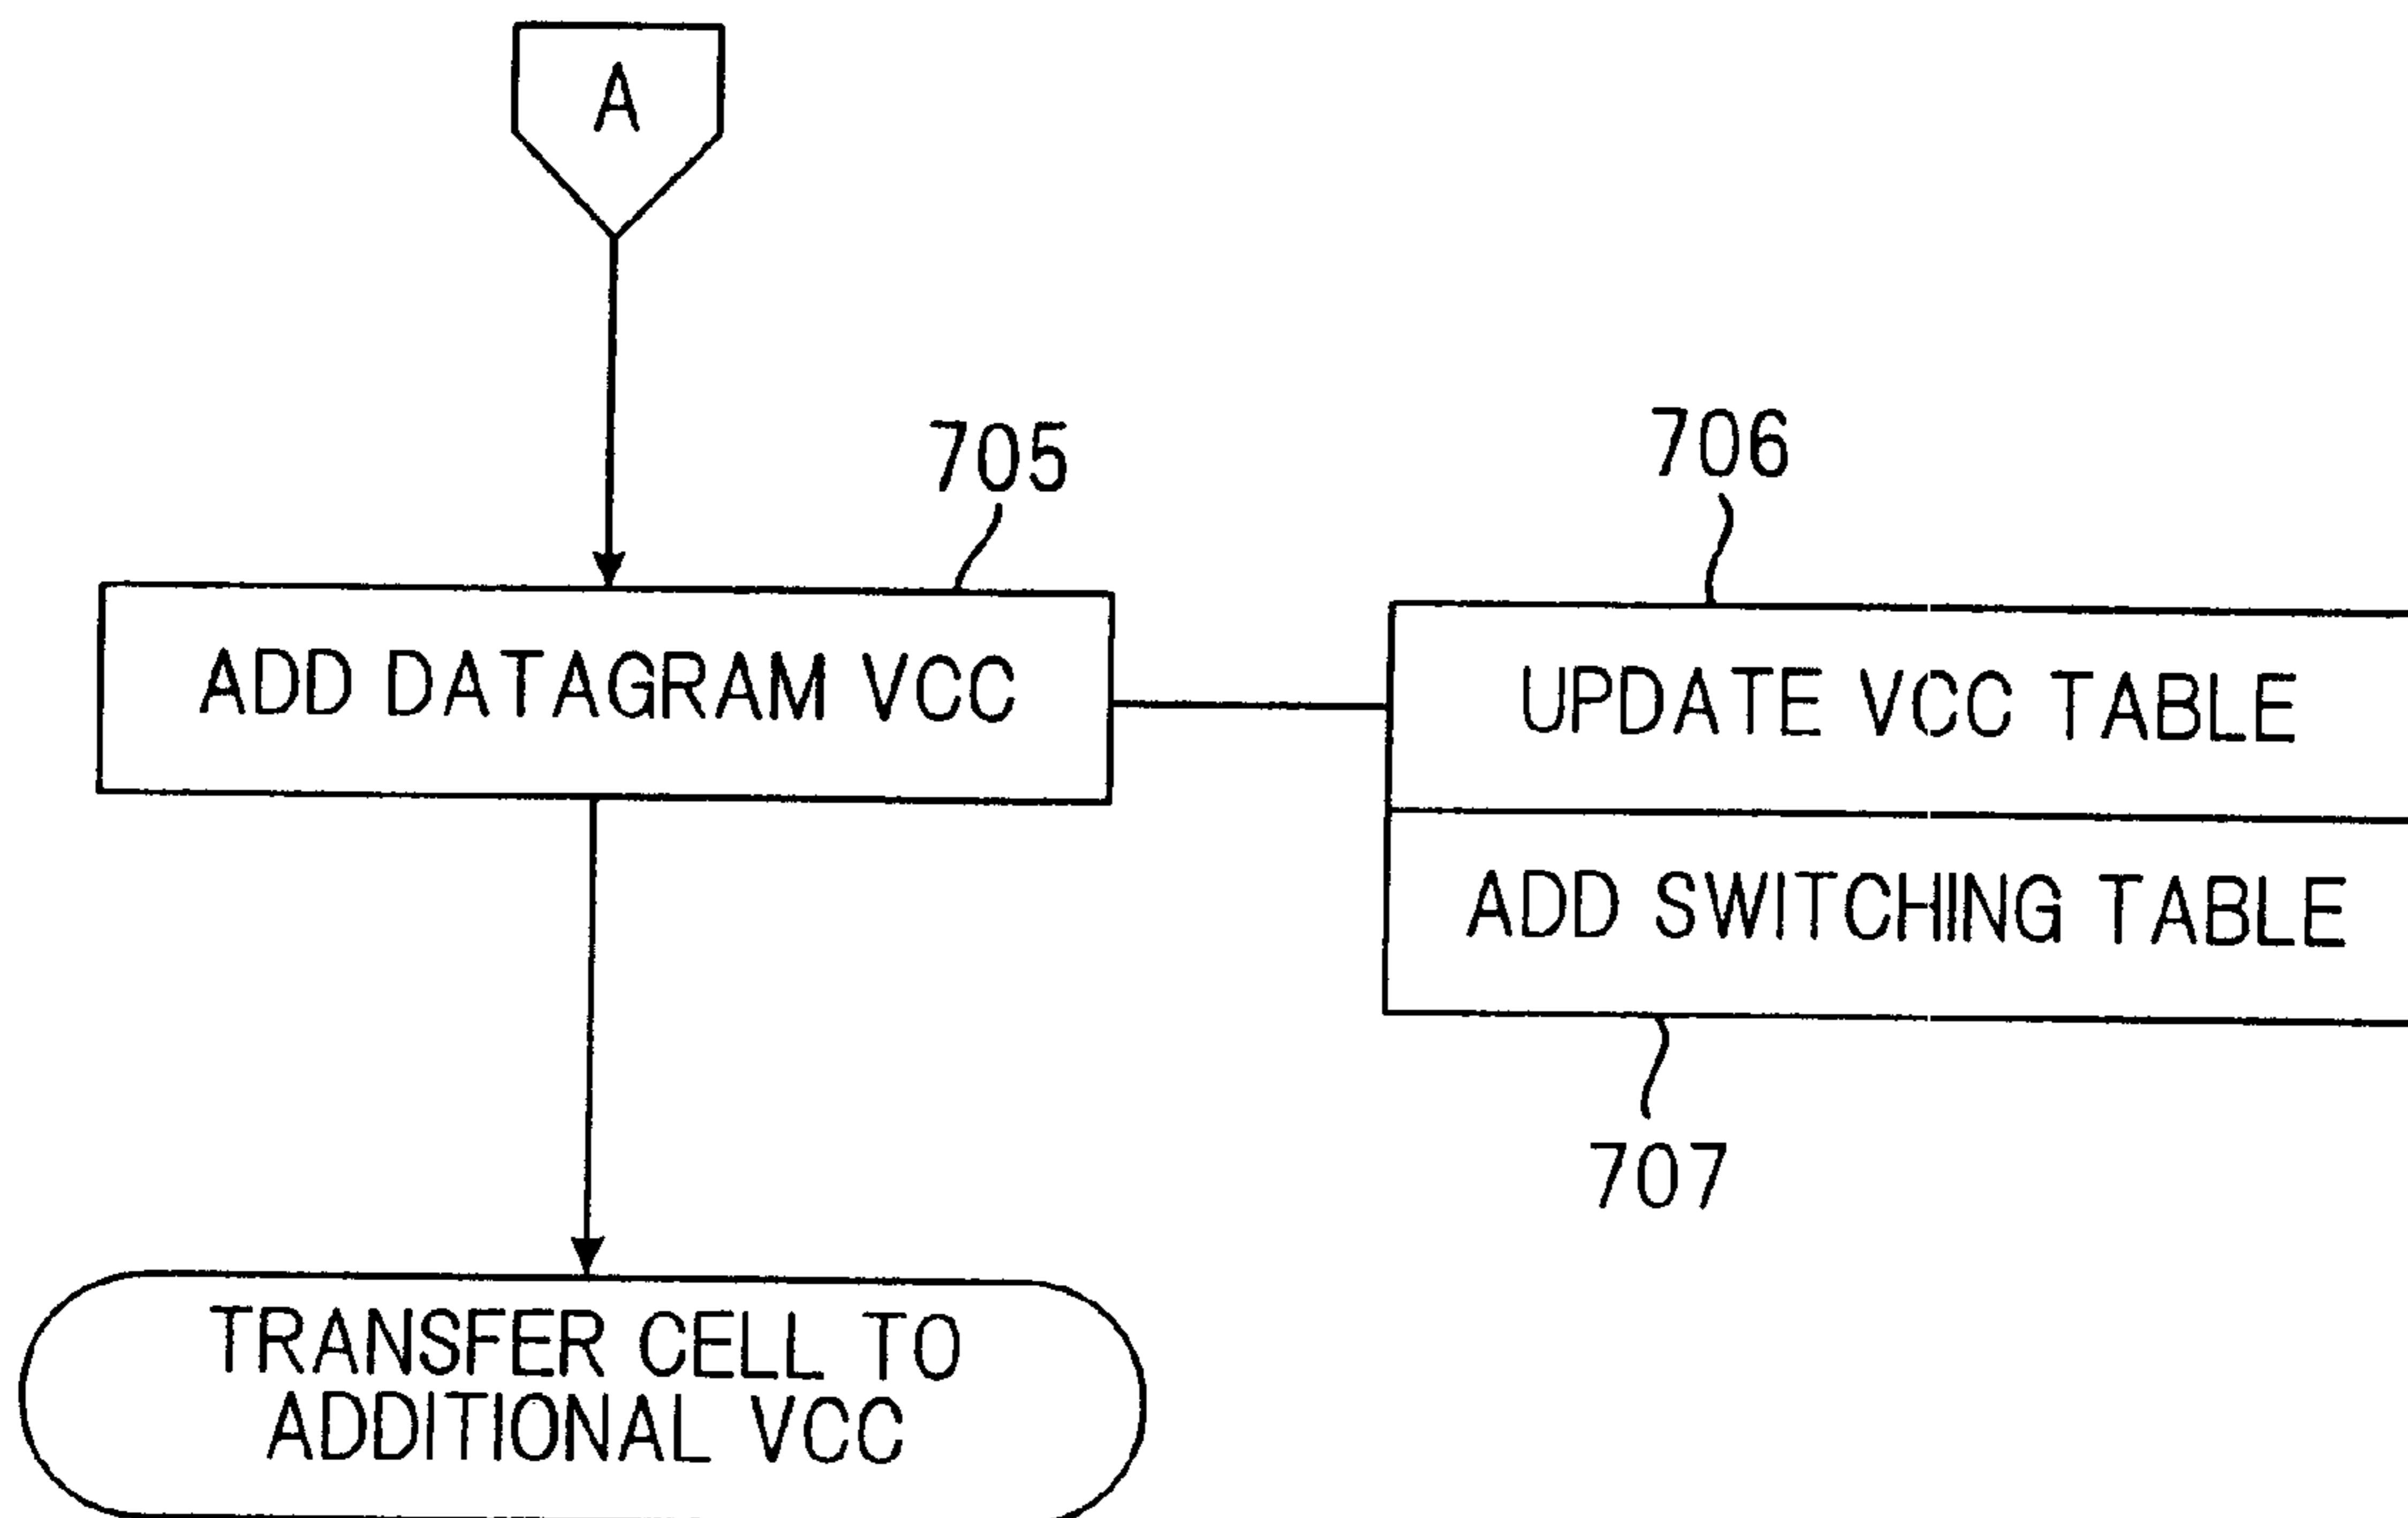 A
705
706
ADD DATAGRAM VCC
UPDATE VCC TABLE
ADD SWITCHING TABLE
707
TRANSFER CELL TO
ADDITIONAL VCC